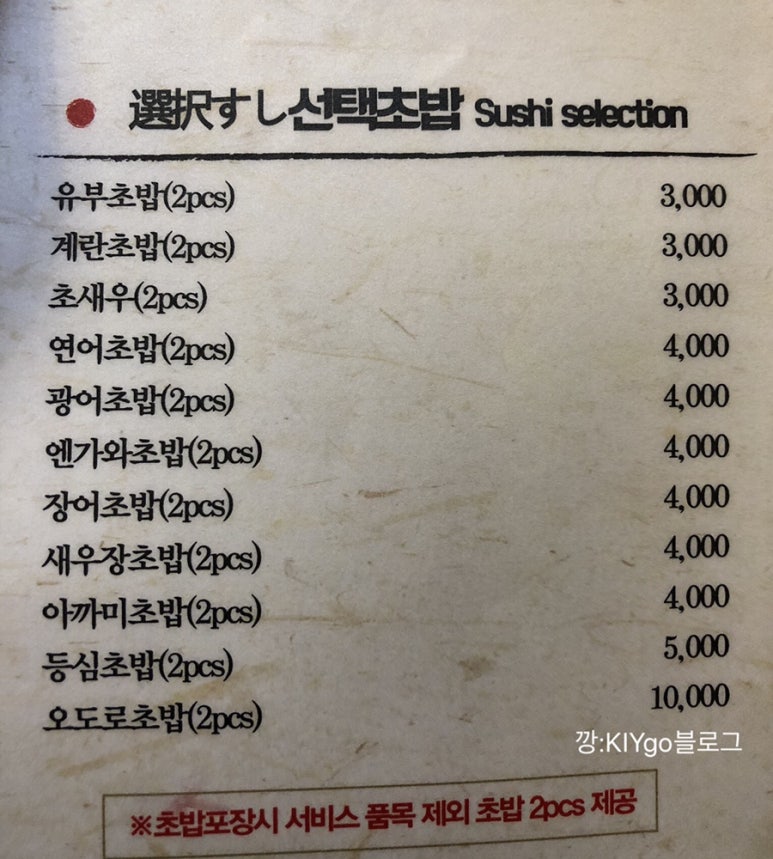 選択すし선택초밥 Sushi selection
유부초밥(2pcs) 3,000
계란초밥(2pcs) 3,000
초새우(2pcs) 3,000
연어초밥(2pcs) 4,000
광어초밥(2pcs) 4,000
엔가와초밥(2pcs) 4,000
장어초밥(2pcs) 4,000
새우장초밥(2pcs) 4,000
아까미초밥(2pcs) 4,000
등심초밥(2pcs) 5,000
오도로초밥(2pcs) 10,000
깡:KIYgo블로그
※초밥포장시 서비스 품목 제외 초밥 2pcs 제공